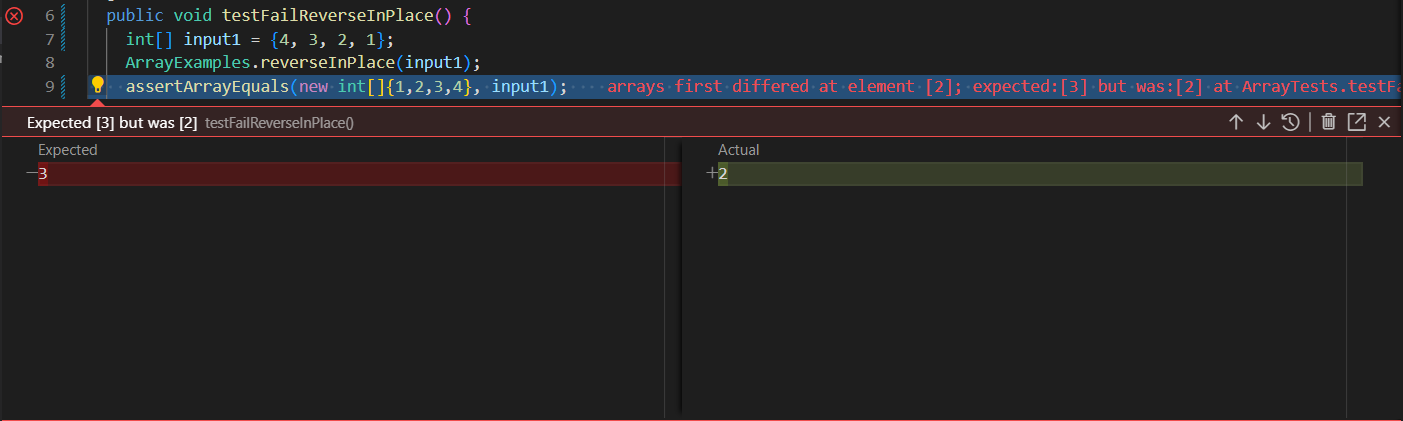 6 public void testFailReverseInPlace() {
7 int[] input1 = {4, 3, 2, 1};
8 ArrayExamples.reverseInPlace(input1);
9 assertArrayEquals(new int[]{1,2,3,4}, input1); arrays first differed at element [2]; expected:[3] but was:[2] at ArrayTests.testFa
Expected [3] but was [2] testFailReverseInPlace()
Expected Actual
−3 +2